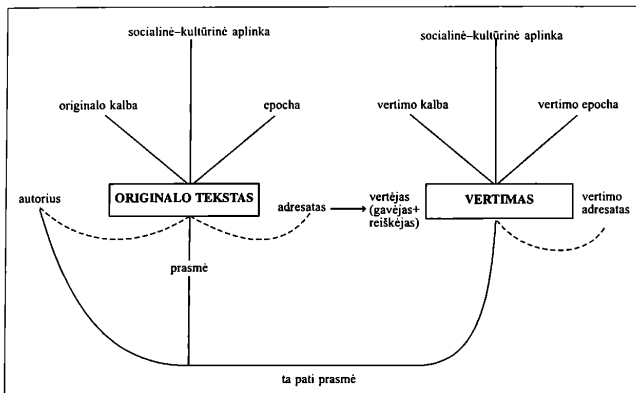 socialinė–kultūrinė aplinka
socialinė–kultūrinė aplinka
originalo kalba
epocha
vertimo kalba
vertimo epocha
autorius
ORIGINALO TEKSTAS
adresatas
vertėjas
(gavėjas+
reiškėjas)
VERTIMAS
vertimo
adresatas
prasmė
ta pati prasmė